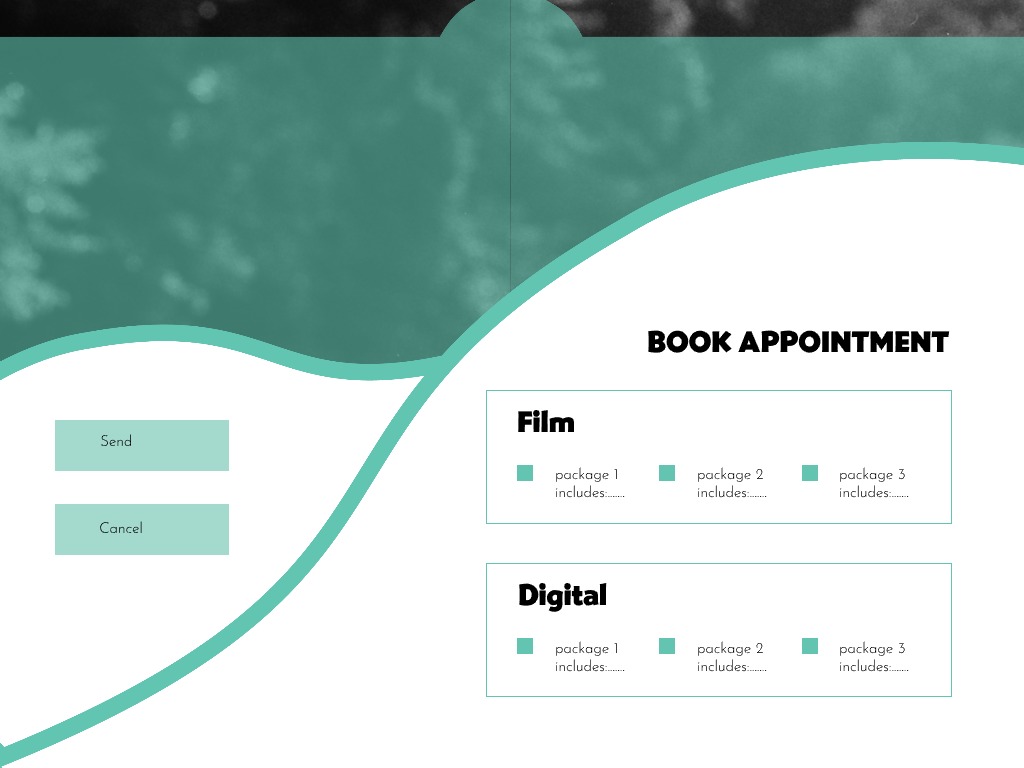 BOOK APPOINTMENT
Film
package 1
includes:.......
package 2
includes:.......
package 3
includes:.......
Digital
package 1
includes:.......
package 2
includes:.......
package 3
includes:.......
Send
Cancel